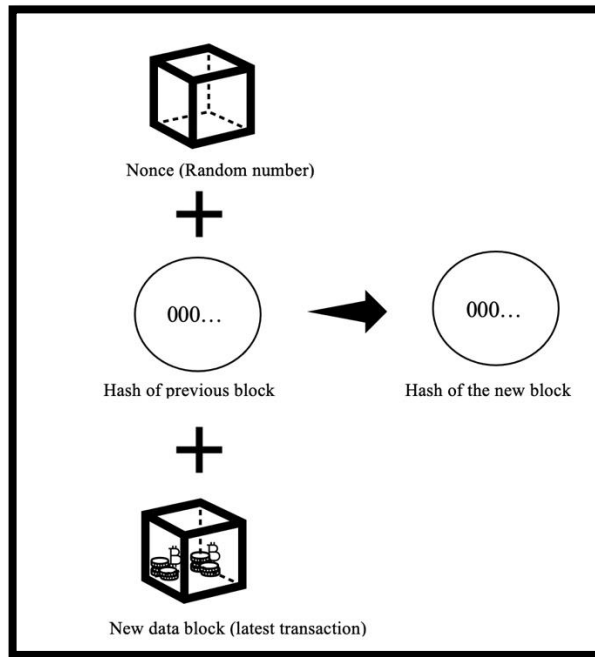 Nonce (Random number)
000…
000…
Hash of previous block
Hash of the new block
New data block (latest transaction)